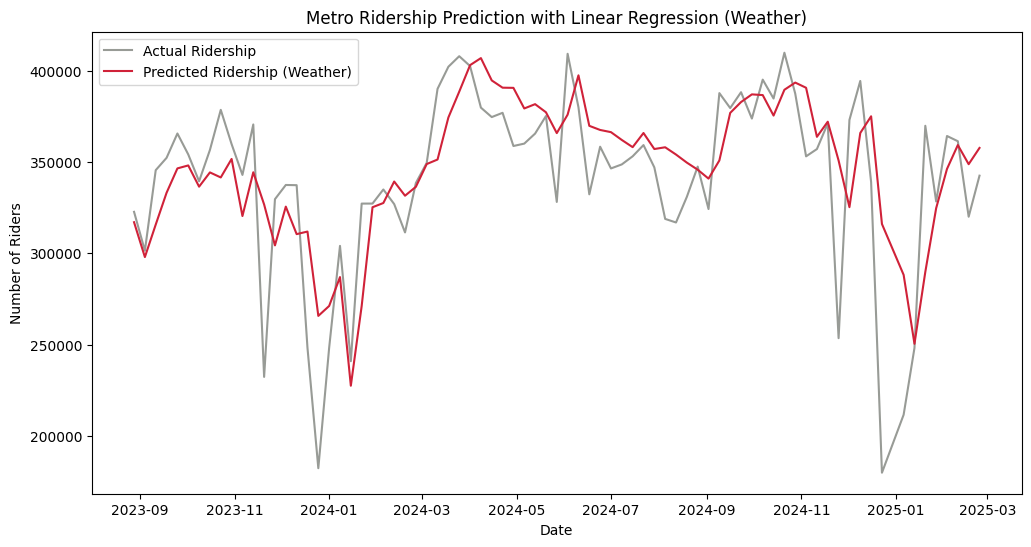 Metro Ridership Prediction with Linear Regression (Weather)
Actual Ridership
Predicted Ridership (Weather)
400000
350000
300000
250000
200000
Number of Riders
2023-09 2023-11 2024-01 2024-03 2024-05 2024-07 2024-09 2024-11 2025-01 2025-03
Date